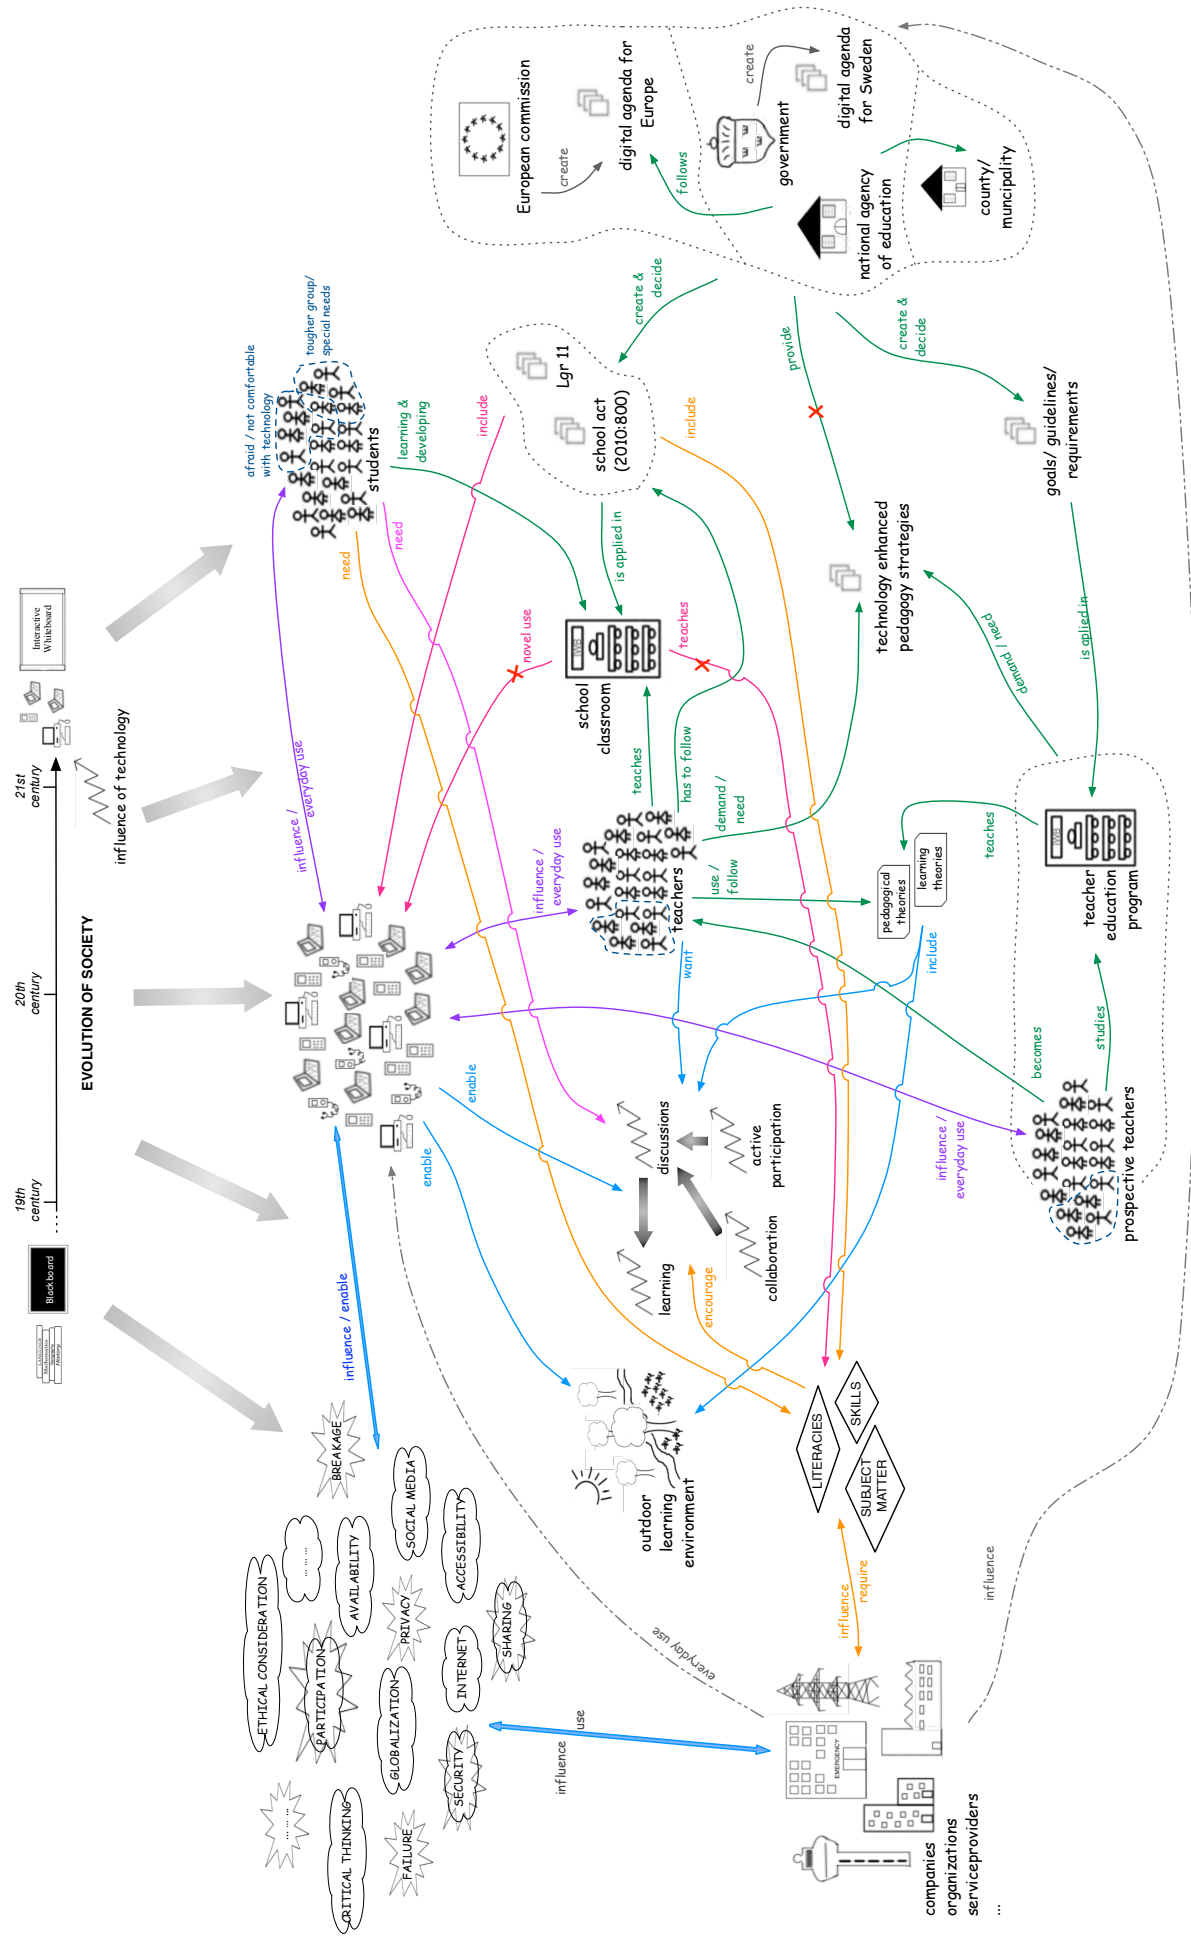 LANGUAGE
Mathematics
Geography
History
Blackboard
19th
century
20th
century
21st
century
EVOLUTION OF SOCIETY
Interactive
Whiteboard
influence of technology
ETHICAL CONSIDERATION
... ...
BREAKAGE
PARTICIPATION
AVAILABILITY
SOCIAL MEDIA
... ...
CRITICAL THINKING
GLOBALIZATION
PRIVACY
ACCESSIBILITY
FAILURE
SECURITY
INTERNET
SHARING
influence / enable
influence /
everyday use
afraid / not comfortable
with technology
tougher group/
special needs
students
need
need
learning &
developing
enable
enable
everyday use
influence
use
novel use
include
European commission
create
digital agenda for
Europe
follows
government
create
digital agenda
for Sweden
national agency
of education
county/
muncipality
create &
decide
Lgr 11
school act
(2010:800)
include
is applied in
school
classroom
IWB
teaches
teaches
has to follow
influence /
everyday use
teachers
demand /
need
use /
follow
want
provide
create &
decide
technology enhanced
pedagogy strategies
goals/ guidelines/
requirements
demand / need
is aplied in
discussions
learning
active
participation
collaboration
encourage
outdoor
learning
environment
LITERACIES
SKILLS
SUBJECT
MATTER
pedagogical
theories
learning
theories
include
teaches
IWB
teacher
education
program
studies
becomes
prospective teachers
influence /
everyday use
influence
require
influence
EMERGENCY
companies
organizations
serviceproviders
...